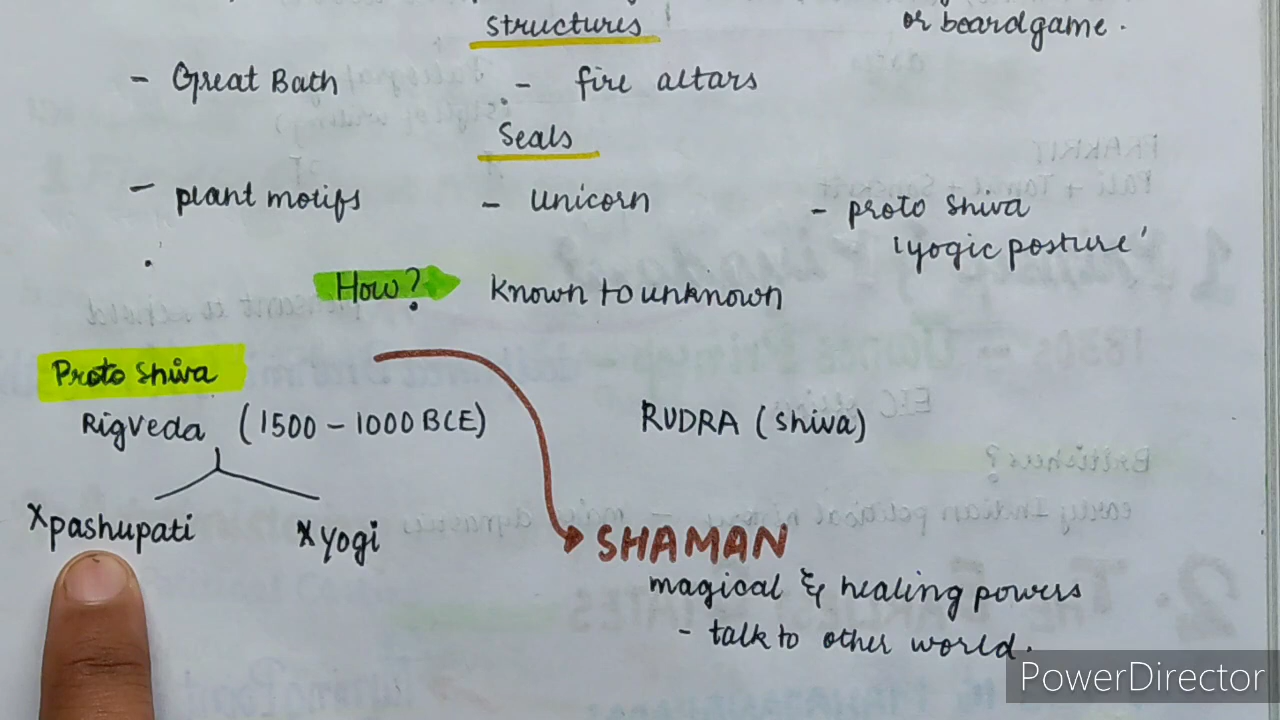 structures
or boardgame.
- Great Bath - fire altars
Seals
- plant motifs - unicorn - proto Shiva
'yogic posture'
How? known to unknown
Proto Shiva
Rigveda (1500 - 1000 BCE) RUDRA (Shiva)
xpashupati xyogi
SHAMAN
magical & healing powers
- talk to other world.
PowerDirector